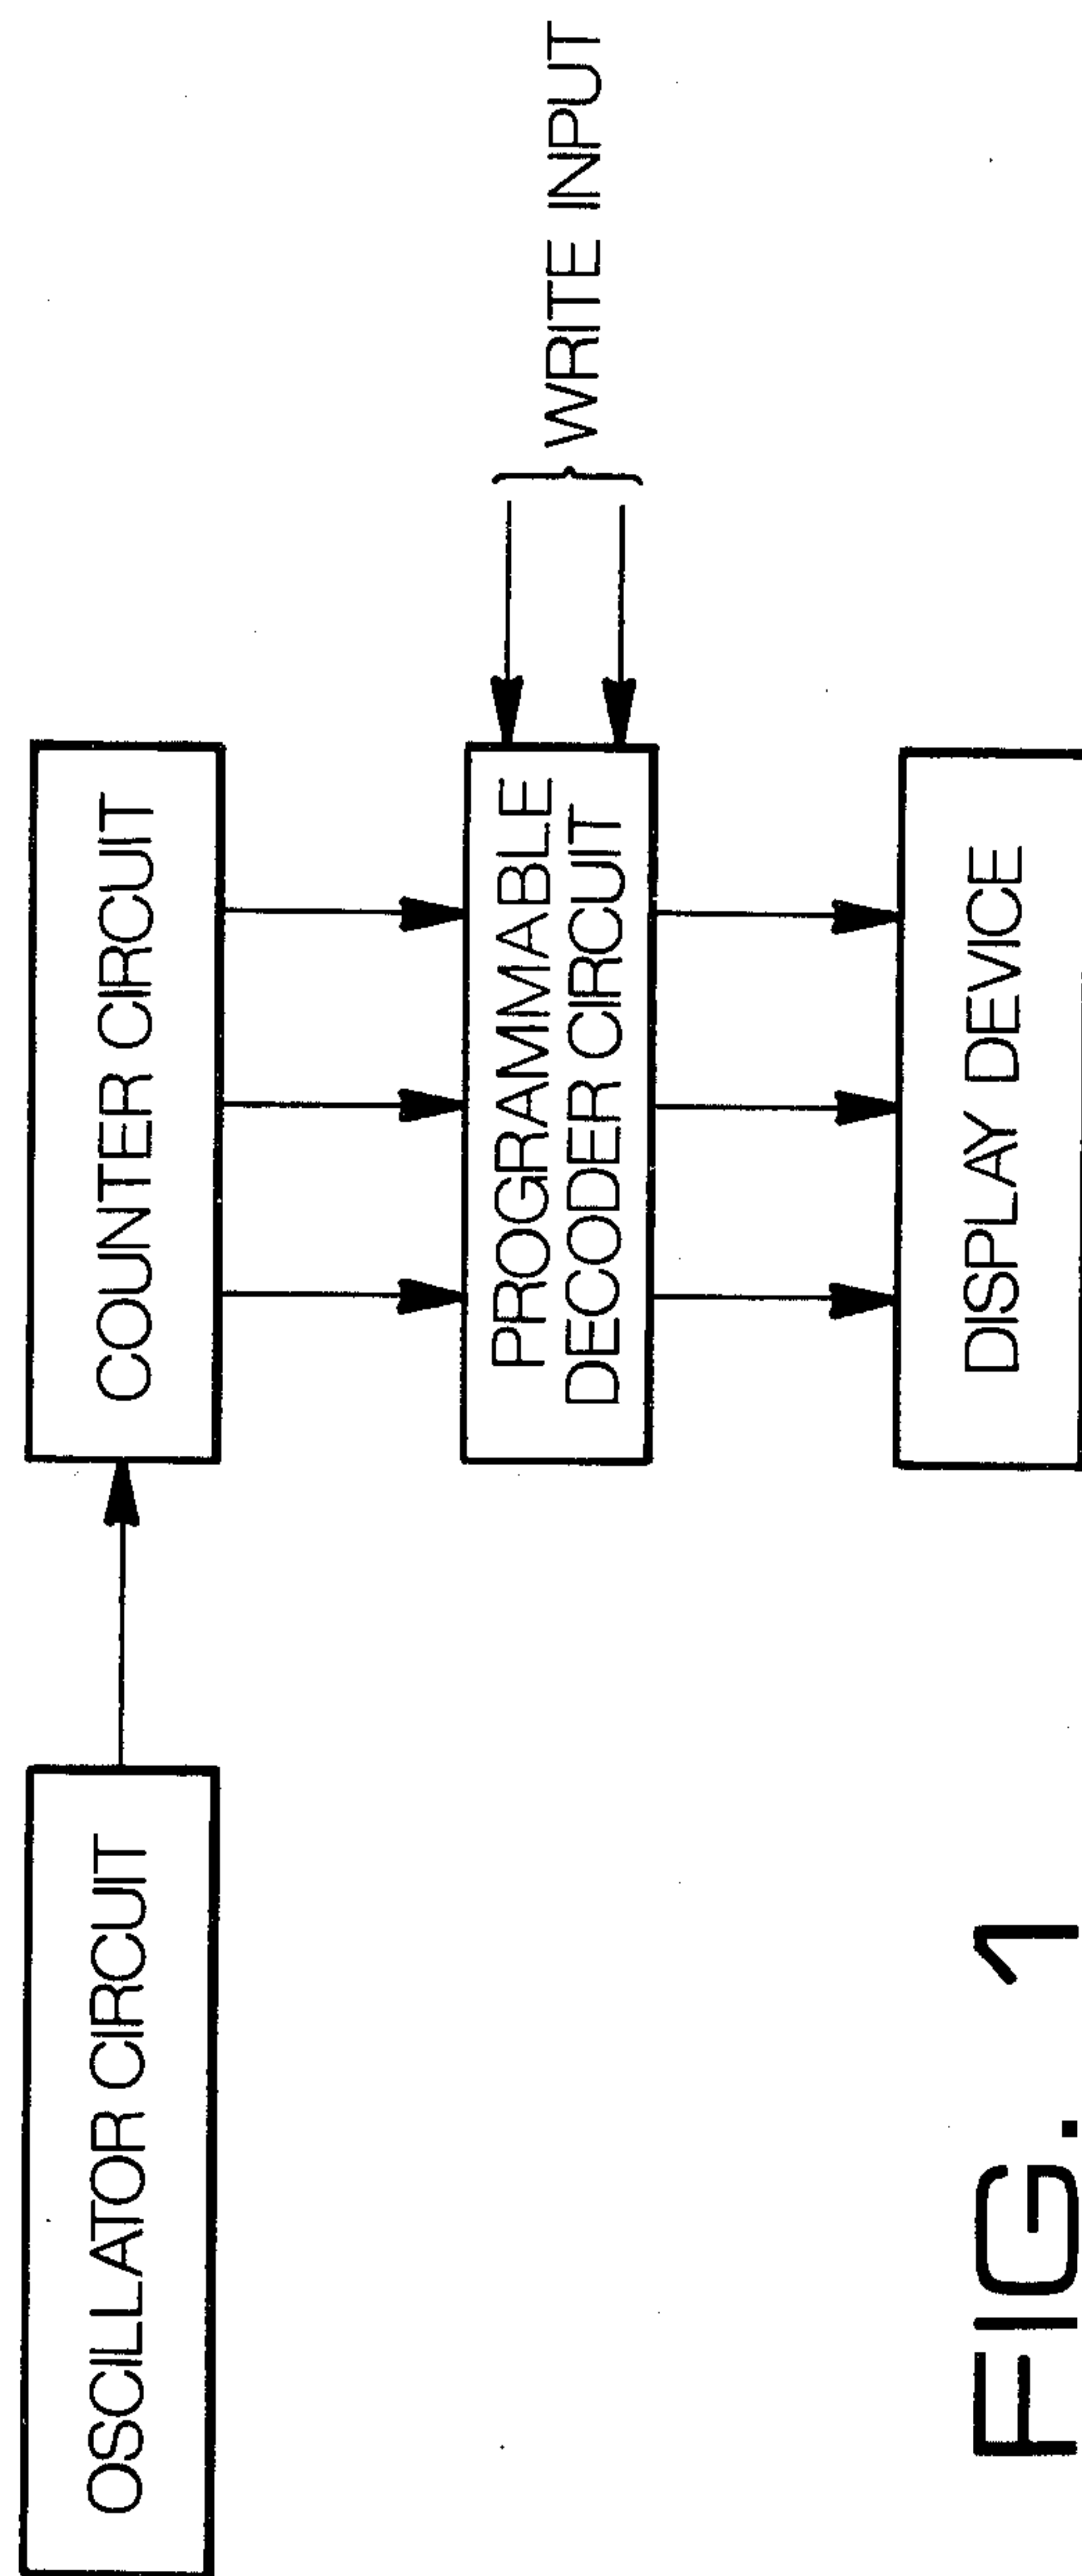 OSCILLATOR CIRCUIT
COUNTER CIRCUIT
PROGRAMMABLE
DECODER CIRCUIT
WRITE INPUT
DISPLAY DEVICE
FIG. 1